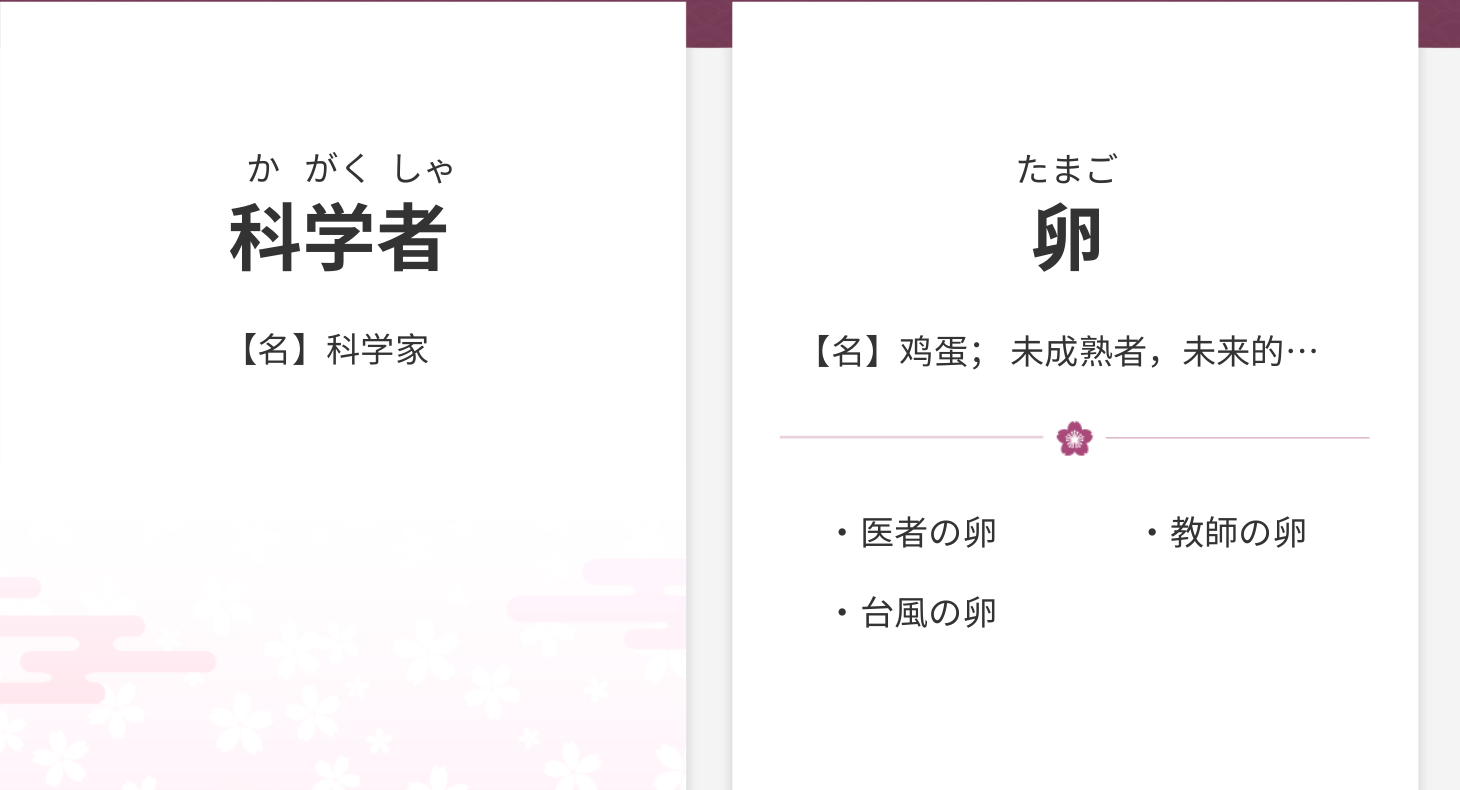 か がく しゃ
科学者
【名】科学家
たまご
卵
【名】鸡蛋； 未成熟者，未来的…
・医者の卵
・教師の卵
・台風の卵